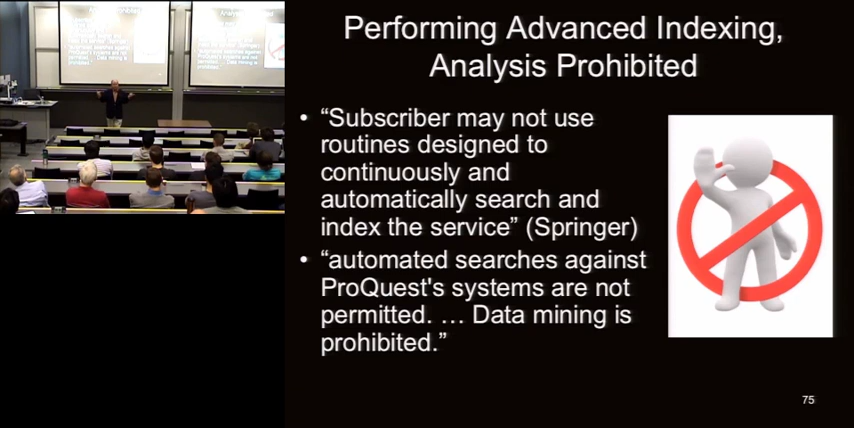 Performing Advanced Indexing,
Analysis Prohibited
• “Subscriber may not use
routines designed to
continuously and
automatically search and
index the service” (Springer)
• “automated searches against
ProQuest's systems are not
permitted. … Data mining is
prohibited.”
75